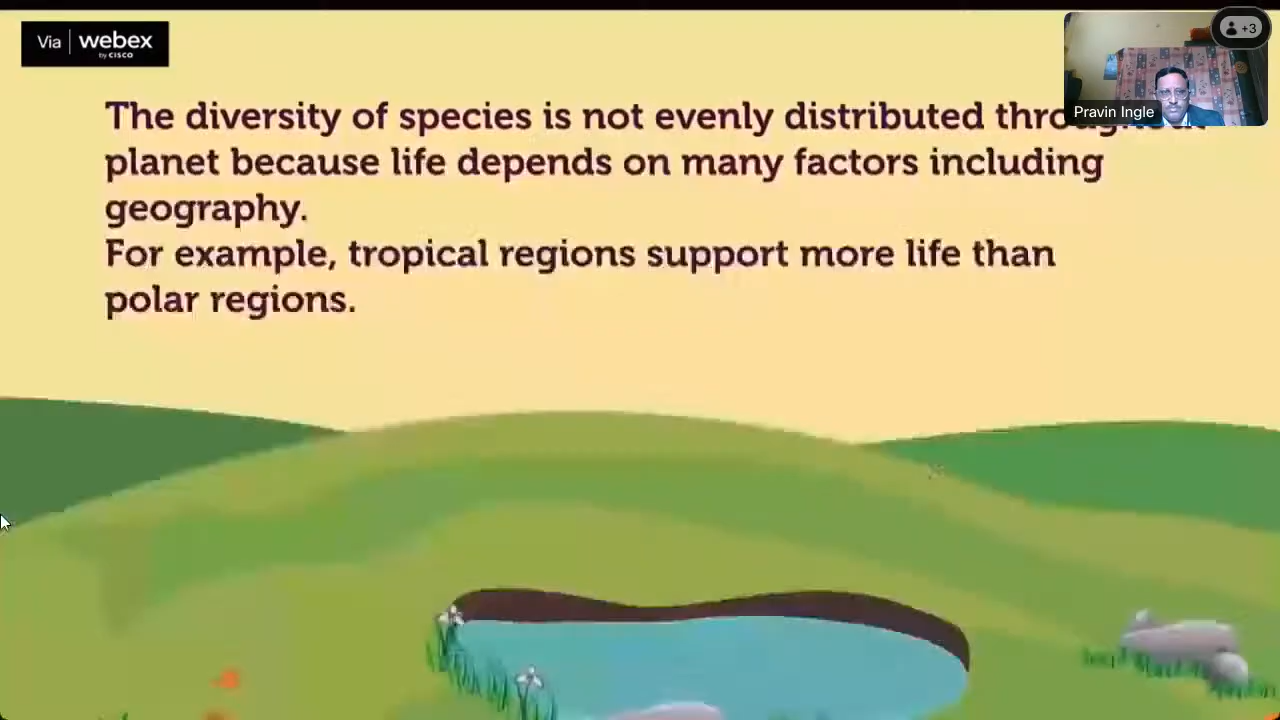 Via webex
by CISCO
+3
Pravin Ingle
The diversity of species is not evenly distributed
planet because life depends on many factors including
geography.
For example, tropical regions support more life than
polar regions.